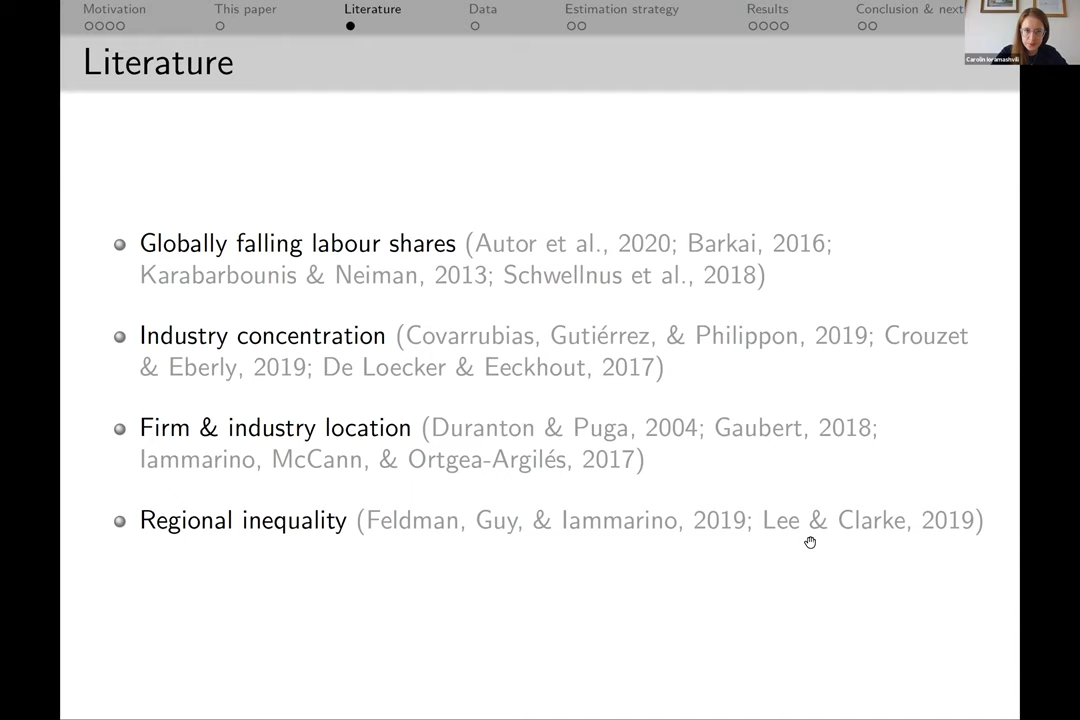 Motivation
This paper
Literature
Data
Estimation strategy
Results
Conclusion & next
Literature
Carolin Ioramashvili
Globally falling labour shares (Autor et al., 2020; Barkai, 2016;
Karabarbounis & Neiman, 2013; Schwellnus et al., 2018)
Industry concentration (Covarrubias, Gutiérrez, & Philippon, 2019; Crouzet
& Eberly, 2019; De Loecker & Eeckhout, 2017)
Firm & industry location (Duranton & Puga, 2004; Gaubert, 2018;
Iammarino, McCann, & Ortgea-Argilés, 2017)
Regional inequality (Feldman, Guy, & Iammarino, 2019; Lee & Clarke, 2019)